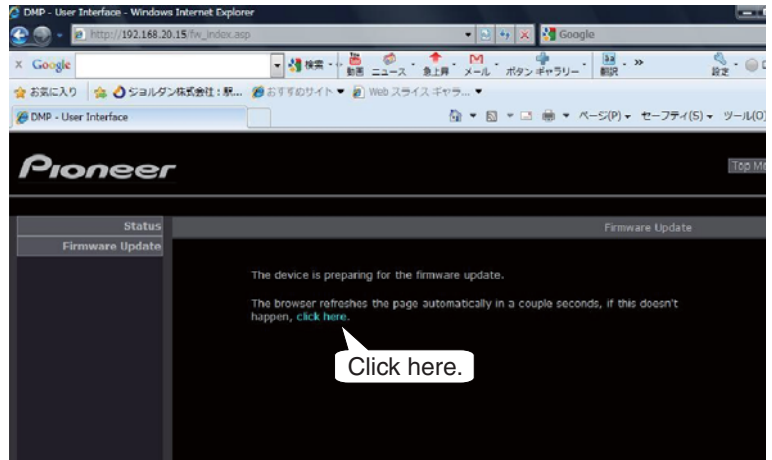 DMP - User Interface - Windows Internet Explorer
http://192.168.20.15/fw_index.asp
Google
x Google
検索
動画
ニュース
急上昇
メール
ボタン ギャラリー
翻訳
»
設定
お気に入り
ジョルダン株式会社:駅...
おすすめサイト ▼
Web スライス ギャラ... ▼
DMP - User Interface
ページ(P) ▼ セーフティ(S) ▼ ツール(O)
Pioneer
Top Me
Status
Firmware Update
Firmware Update
The device is preparing for the firmware update.
The browser refreshes the page automatically in a couple seconds, if this doesn't
happen, click here.
Click here.